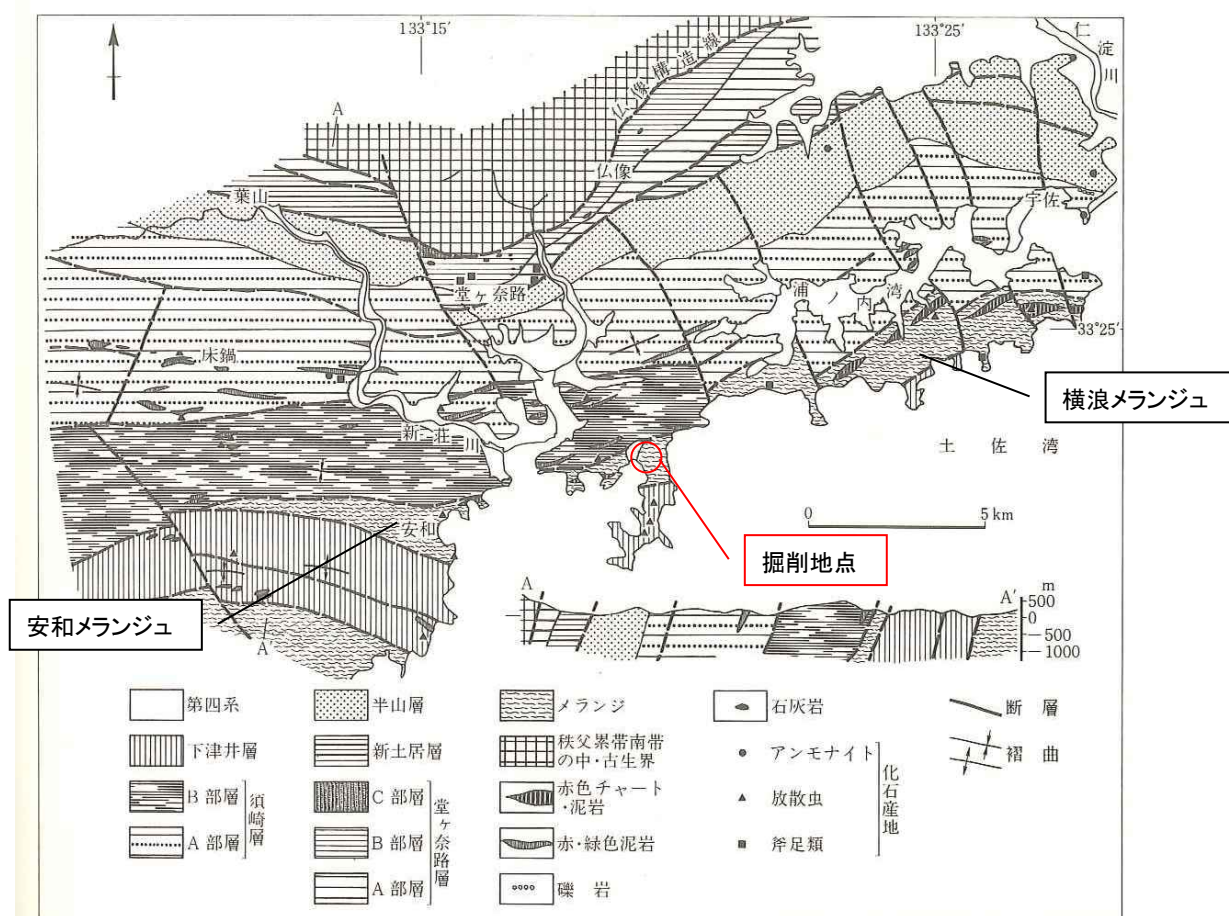 133°15′
133°25′
仁淀川
仏像構造線
A
仏像
葉山
宇佐
堂ヶ奈路
浦ノ内湾
33°25′
床鍋
横浪メランジュ
新荘川
土佐湾
0 5 km
安和
掘削地点
安和メランジュ
A A′ m
500
0
-500
-1000
A′
第四系
半山層
メランジ
石灰岩
断層
下津井層
新土居層
秩父累帯南帯
の中・古生界
アンモナイト
褶曲
B 部層
C 部層
赤色チャート
・泥岩
放散虫
A 部層
B 部層
赤・緑色泥岩
斧足類
A 部層
礫岩
須崎層
堂ヶ奈路層
化石産地